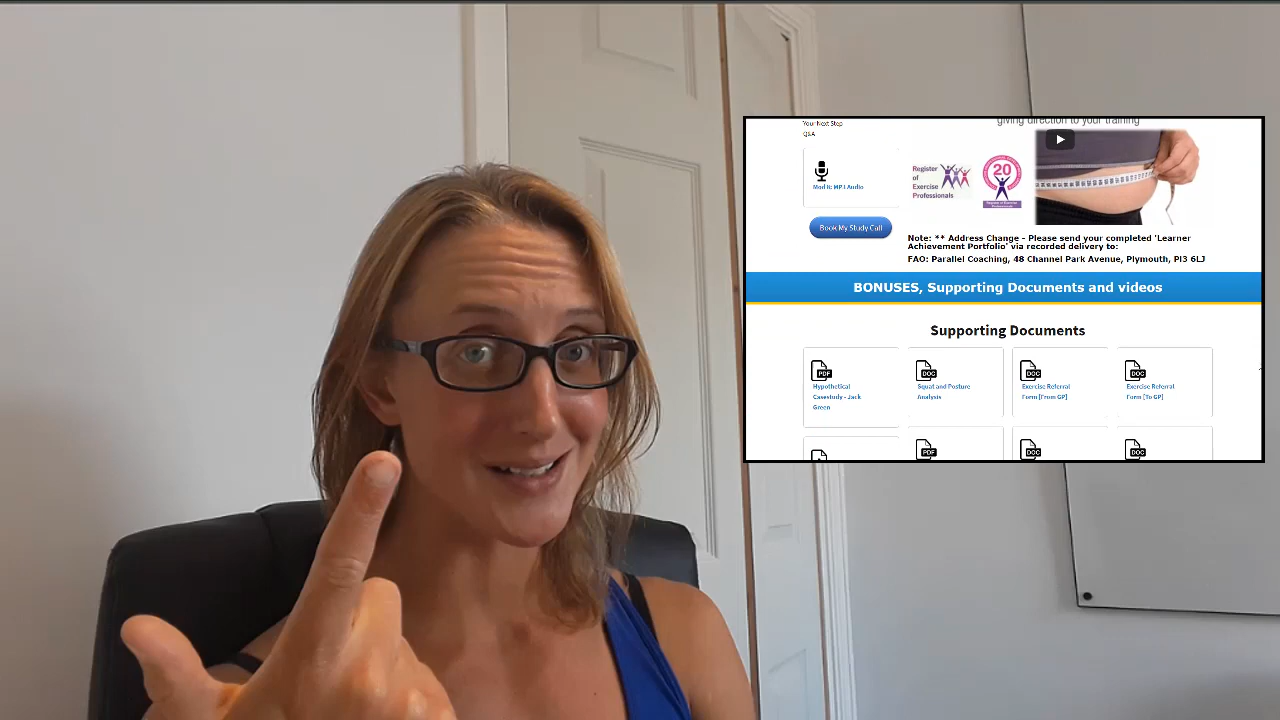 giving direction to your training
Your Next Step
Q&A
Mod 8: MP3 Audio
Register
of
Exercise
Professionals
20
Book My Study Call
Note: ** Address Change - Please send your completed 'Learner
Achievement Portfolio' via recorded delivery to:
FAO: Parallel Coaching, 48 Channel Park Avenue, Plymouth, Pl3 6LJ
BONUSES, Supporting Documents and videos
Supporting Documents
PDF
Hypothetical
Casestudy - Jack
Green
DOC
Squat and Posture
Analysis
DOC
Exercise Referral
Form [From GP]
DOC
Exercise Referral
Form [To GP]
PDF
DOC
DOC